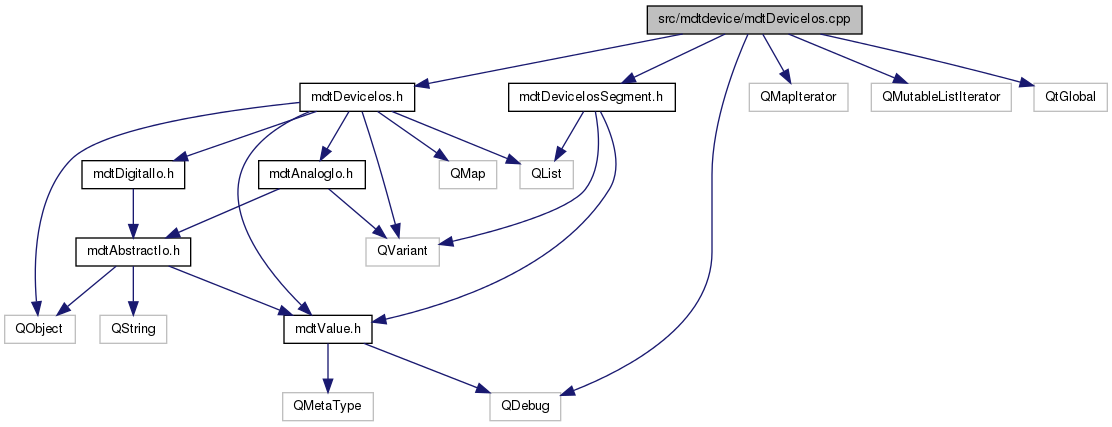 src/mdtdevice/mdtDeviceIos.cpp
mdtDeviceIos.h
mdtDeviceIosSegment.h
QMapIterator
QMutableListIterator
QtGlobal
mdtDigitalIo.h
mdtAnalogIo.h
QMap
QList
mdtAbstractIo.h
QVariant
QObject
QString
mdtValue.h
QMetaType
QDebug